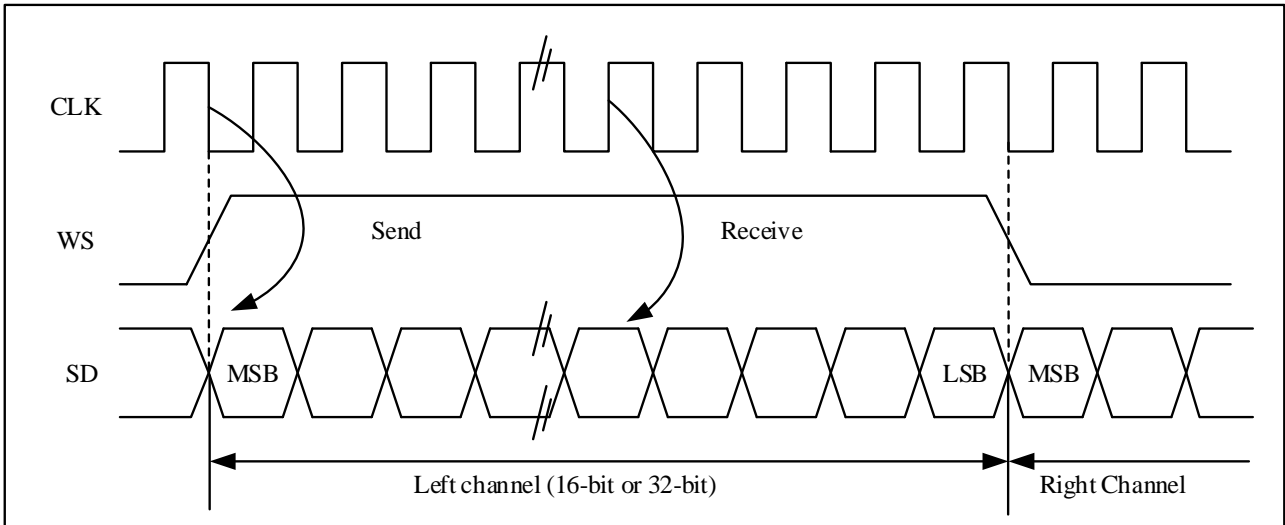 CLK
WS
Send
Receive
SD
MSB
LSB
MSB
Left channel (16-bit or 32-bit)
Right Channel